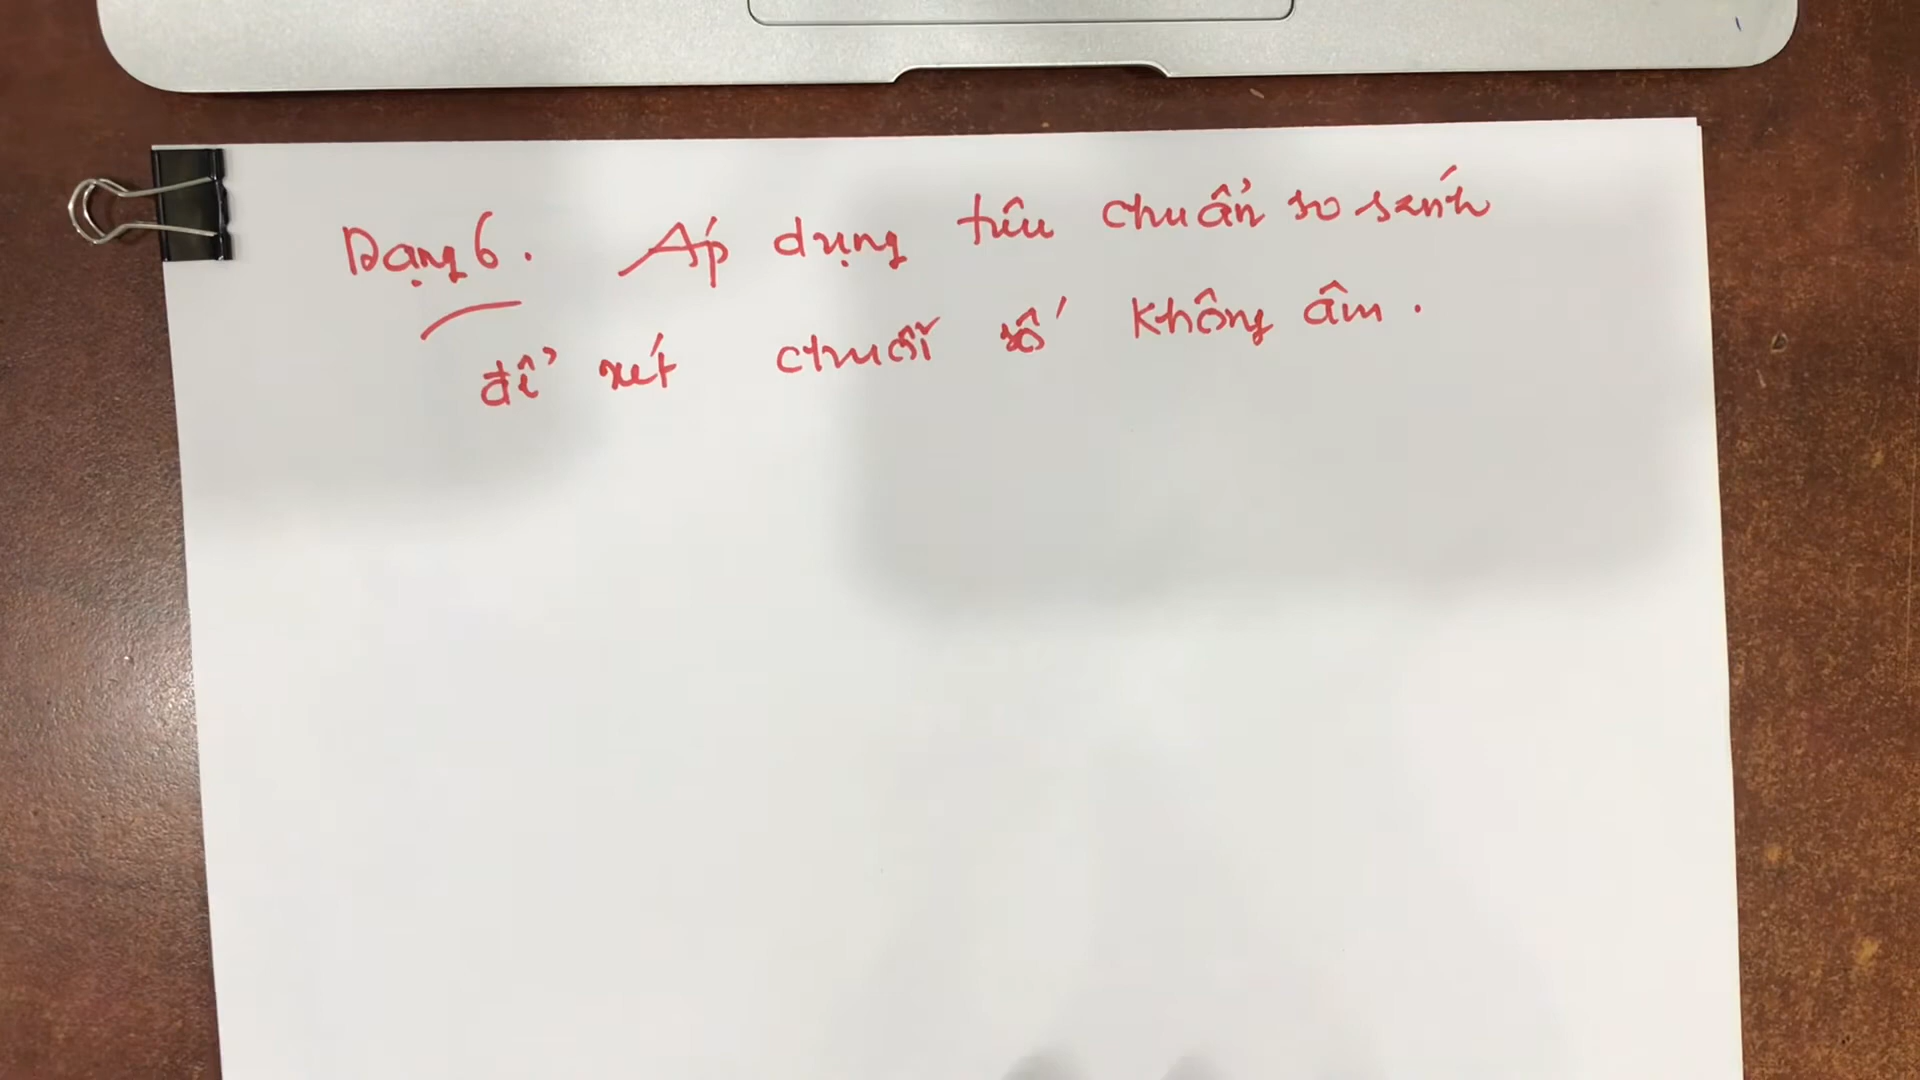 Dạng 6. Áp dụng tiêu chuẩn so sánh
để xét chuỗi số không âm.